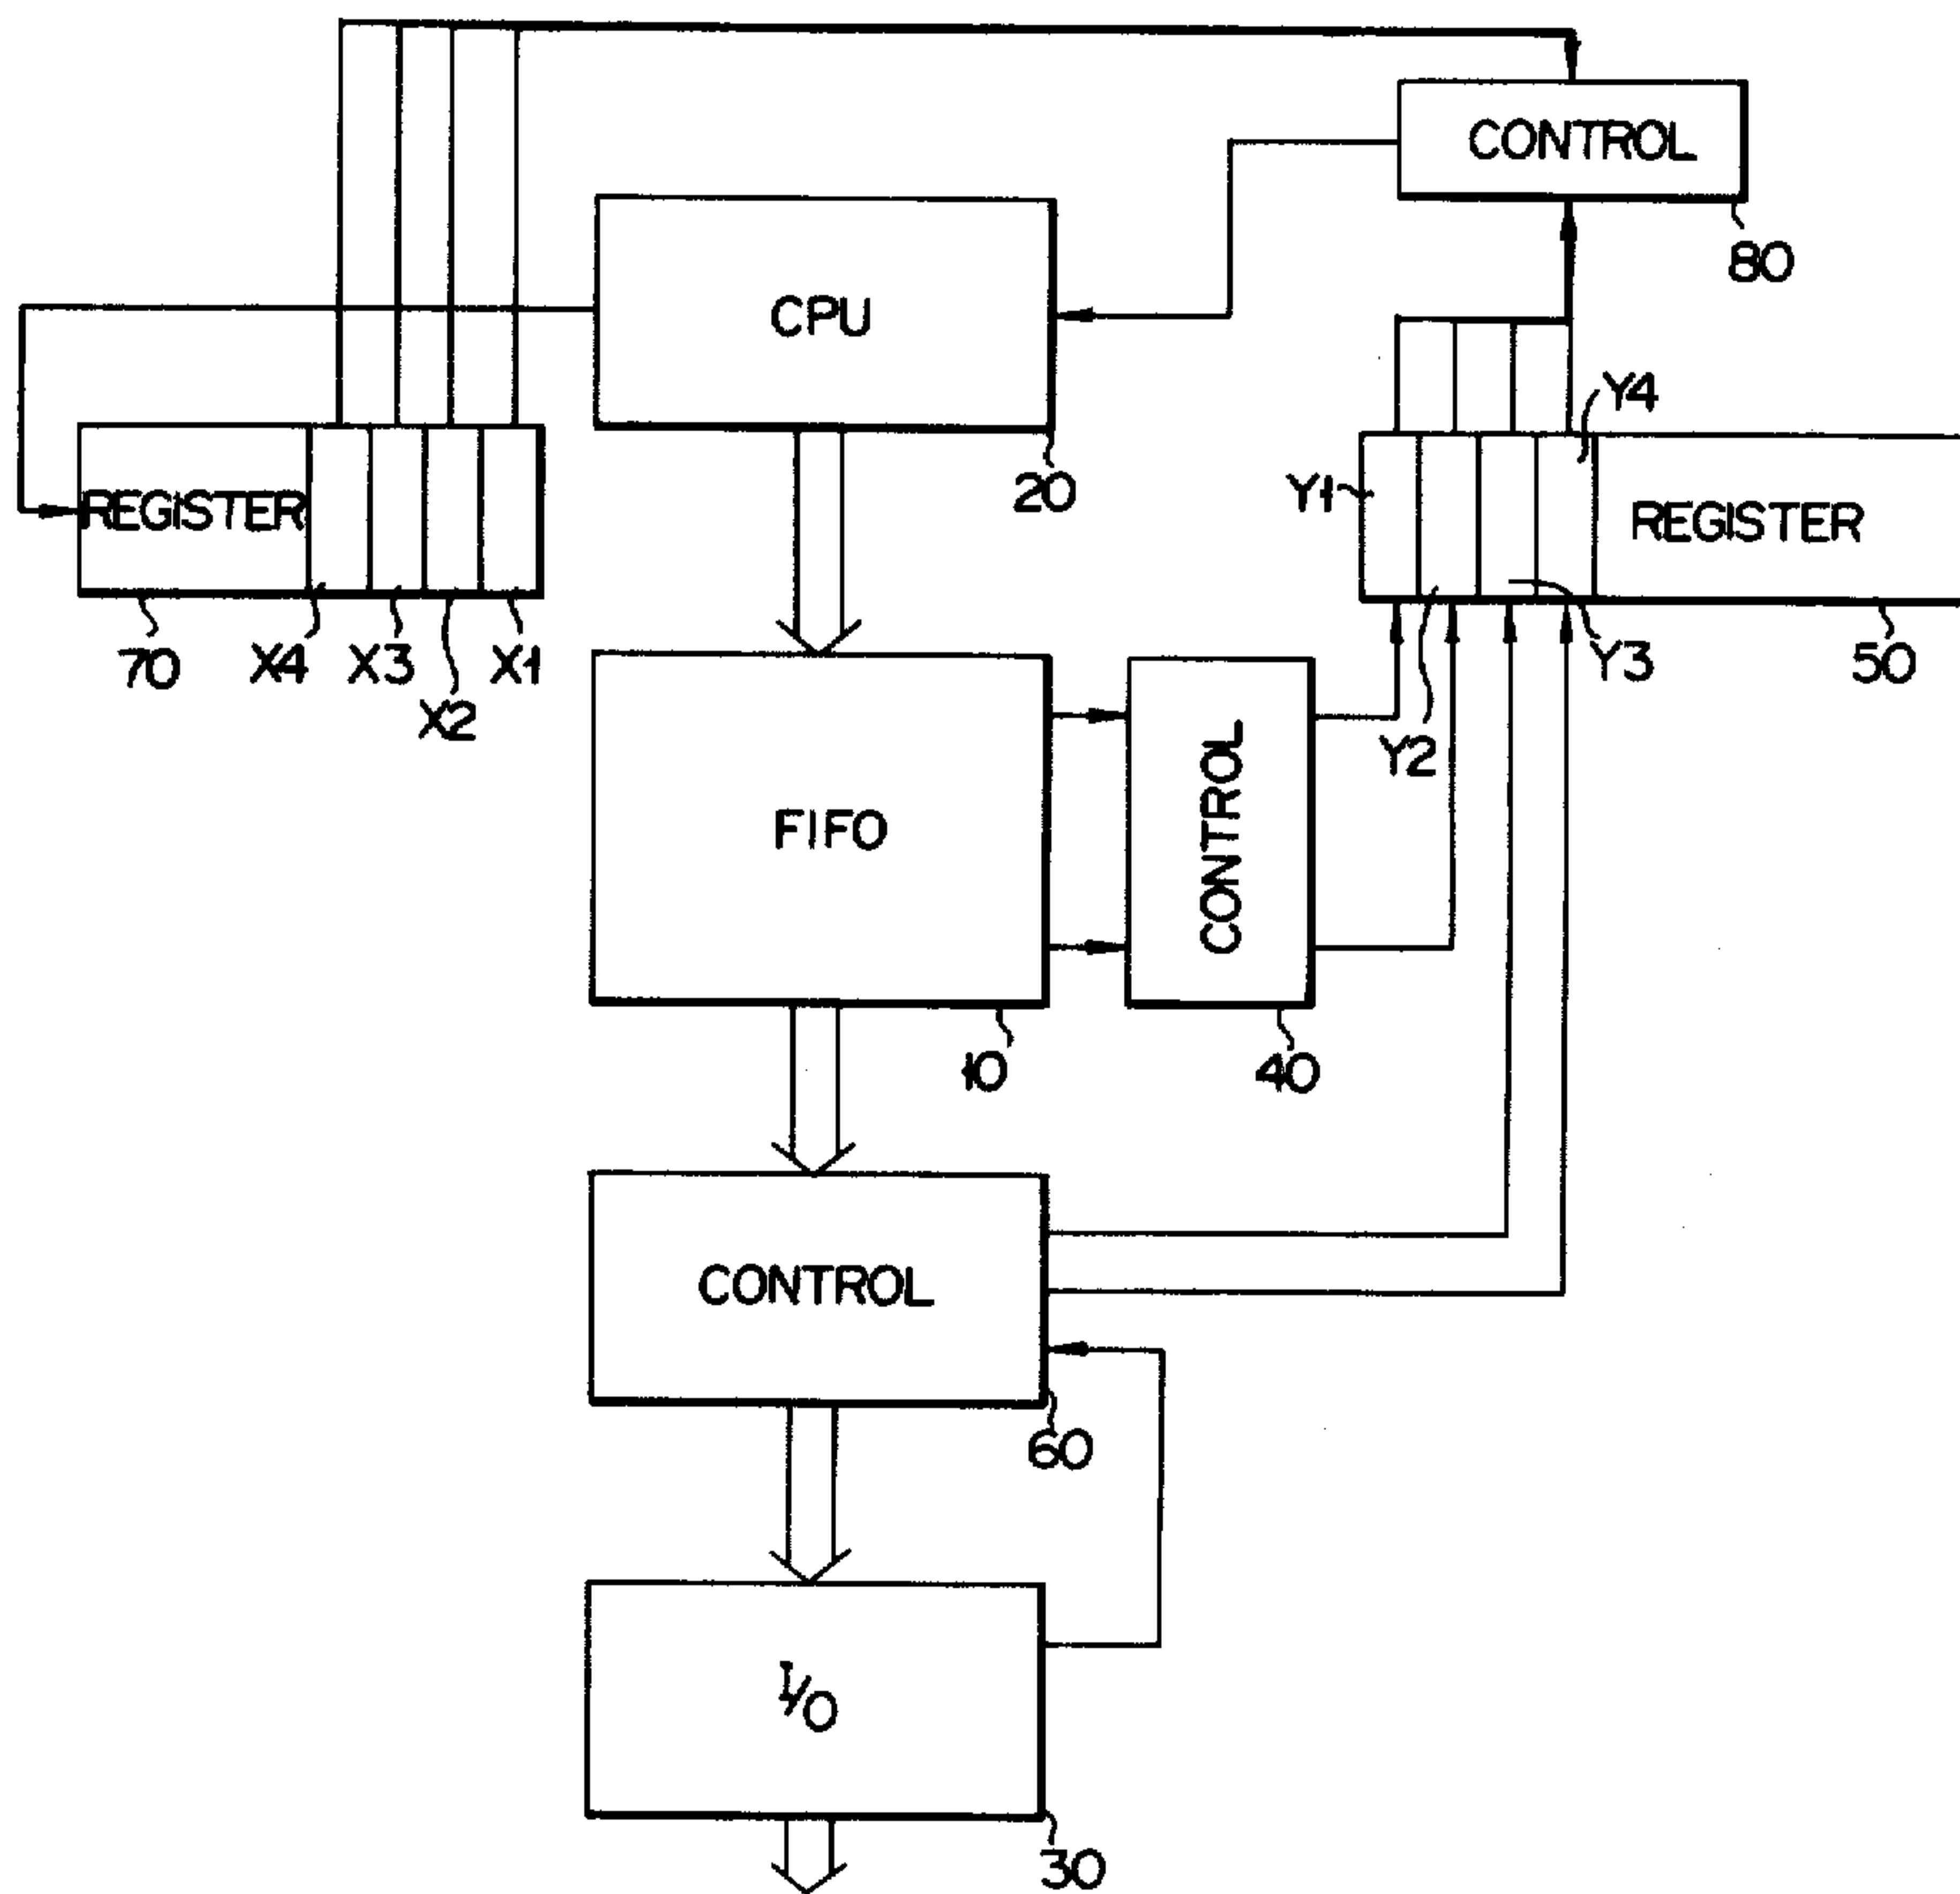 CONTROL
80
CPU
20
Y4
Y1
REGISTER
REGISTER
70
X4
X3
X2
X1
Y3
50
Y2
FIFO
CONTROL
10
40
CONTROL
60
I/O
30